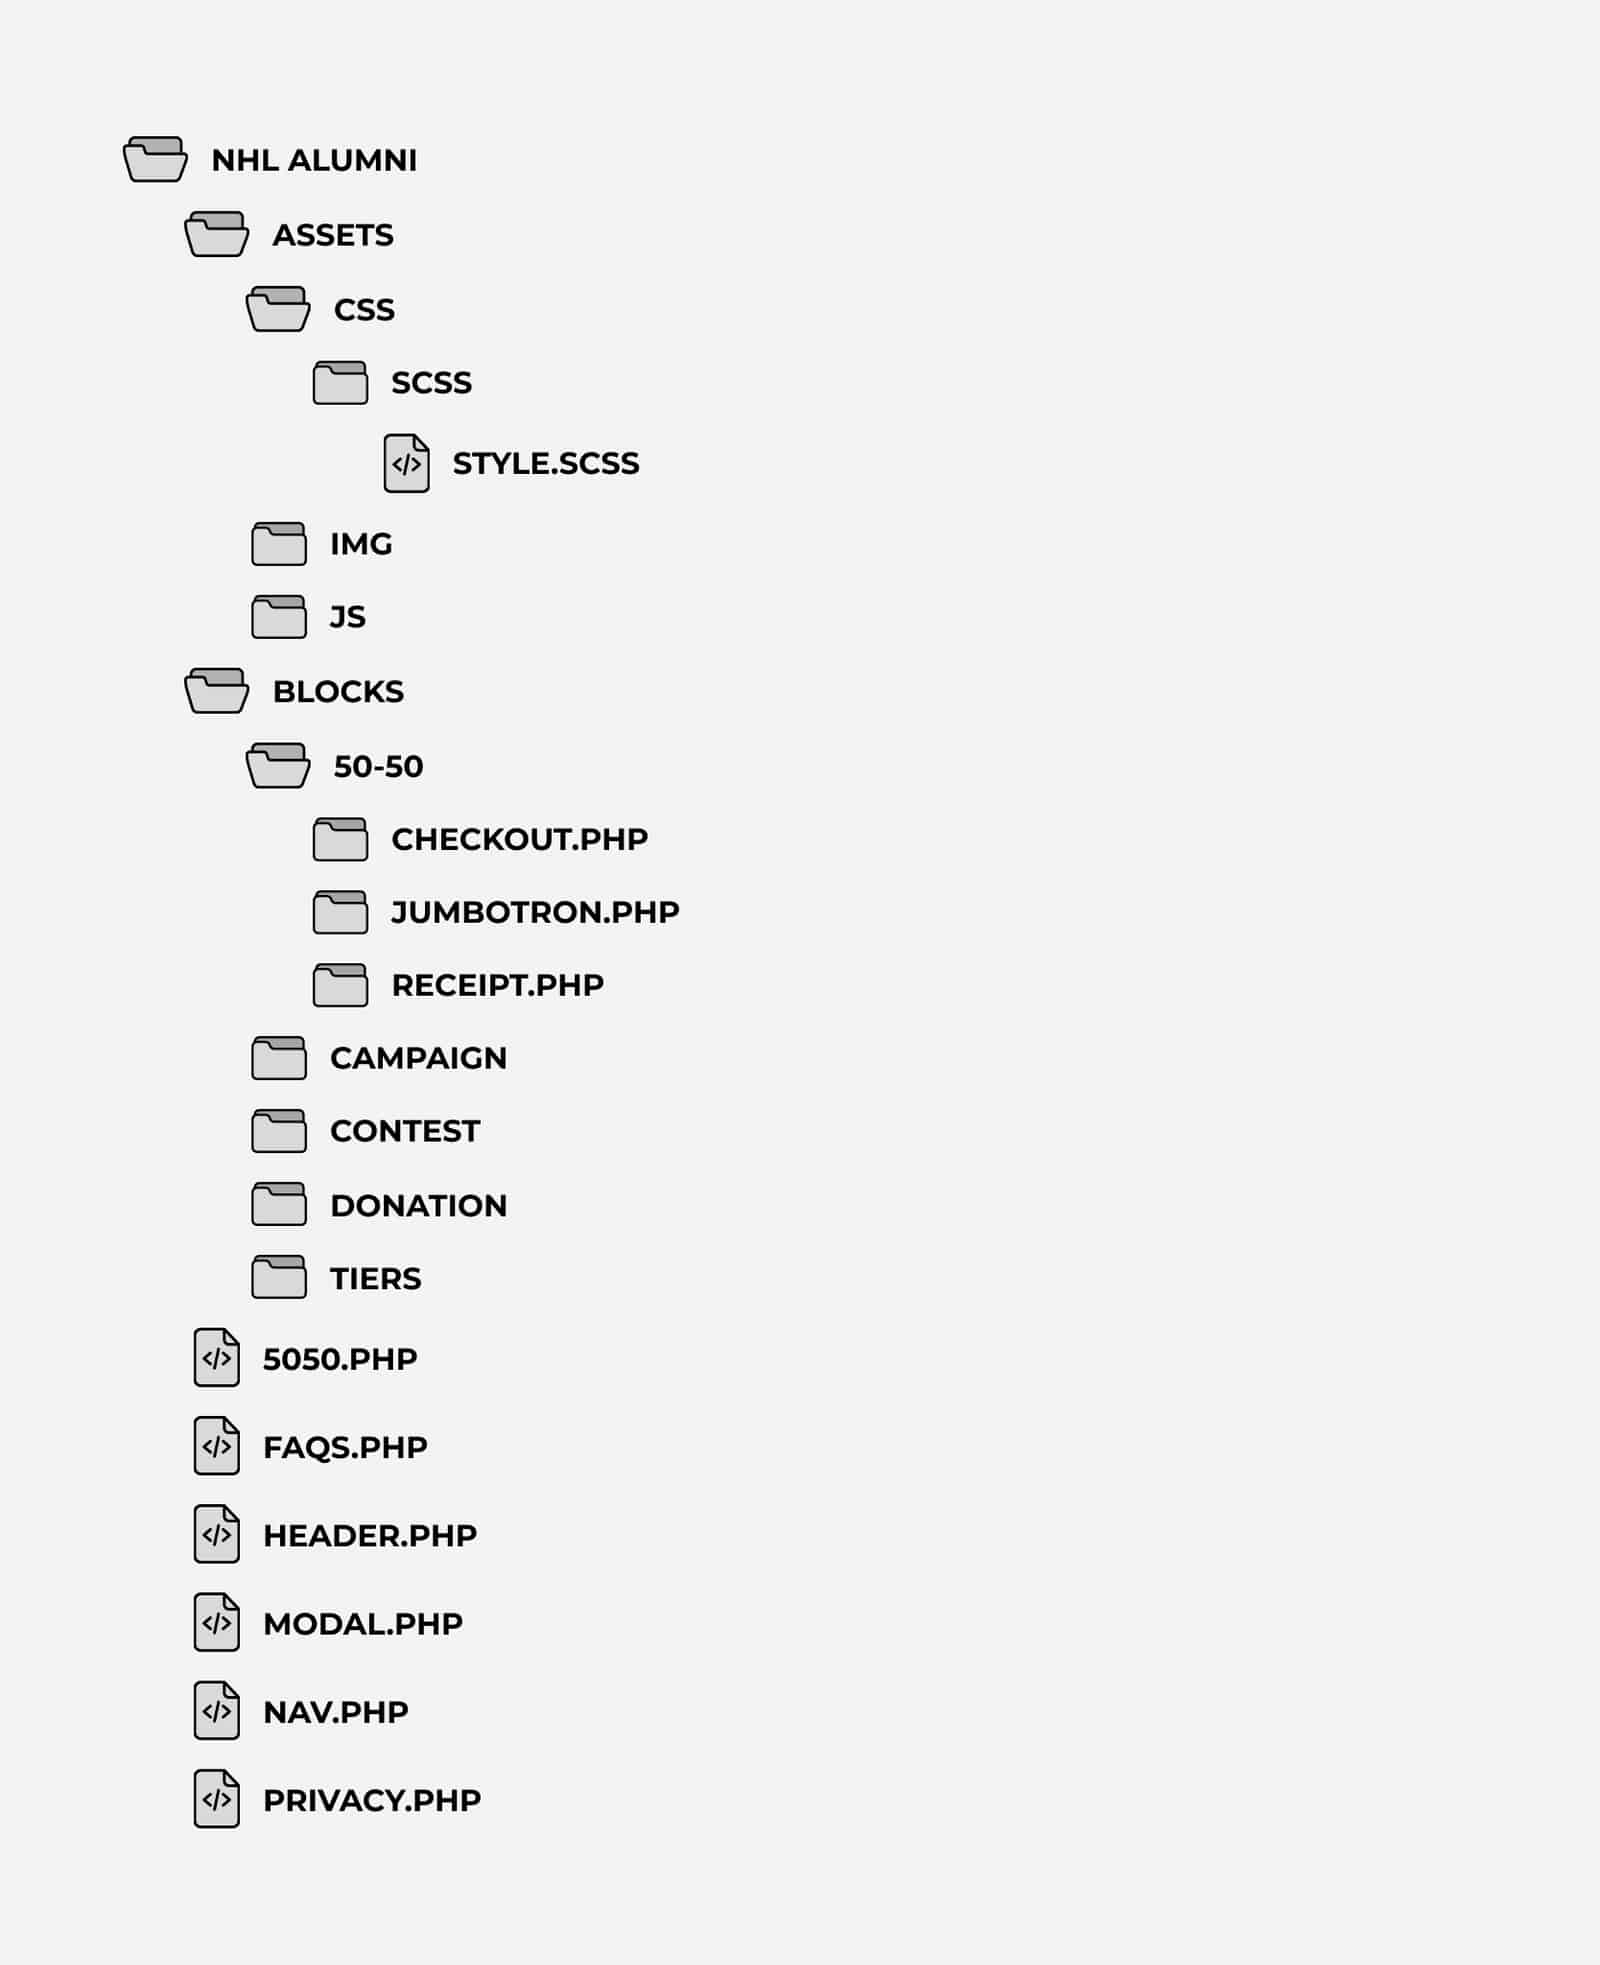 NHL ALUMNI
ASSETS
CSS
SCSS
</>
STYLE.SCSS
IMG
JS
BLOCKS
50-50
CHECKOUT.PHP
JUMBOTRON.PHP
RECEIPT.PHP
CAMPAIGN
CONTEST
DONATION
TIERS
</> 5050.PHP
</> FAQS.PHP
</> HEADER.PHP
</> MODAL.PHP
</> NAV.PHP
</> PRIVACY.PHP